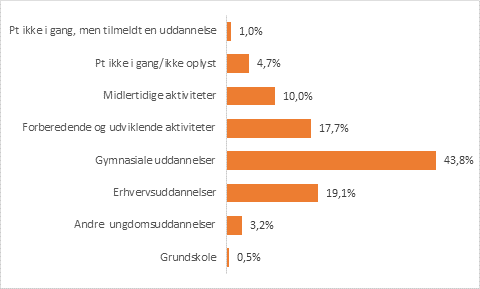 Pt ikke i gang, men tilmeldt en uddannelse 1,0%
Pt ikke i gang/ikke oplyst 4,7%
Midlertidige aktiviteter 10,0%
Forberedende og udviklende aktiviteter 17,7%
Gymnasiale uddannelser 43,8%
Erhvervsuddannelser 19,1%
Andre ungdomsuddannelser 3,2%
Grundskole 0,5%